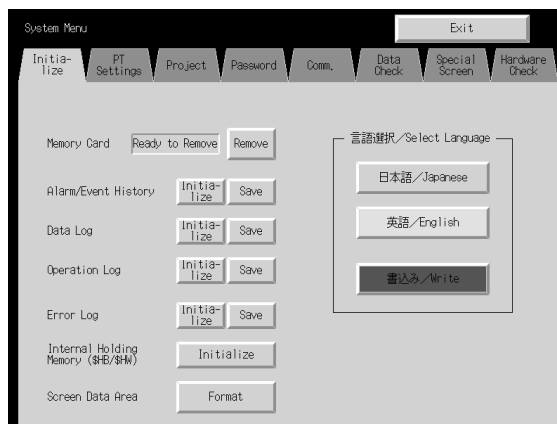 System Menu
Exit
Initia-
lize
PT
Settings
Project
Password
Comm.
Data
Check
Special
Screen
Hardware
Check
Memory Card
Ready to Remove
Remove
Alarm/Event History
Initia-
lize
Save
Data Log
Initia-
lize
Save
Operation Log
Initia-
lize
Save
Error Log
Initia-
lize
Save
Internal Holding
Memory ($HB/$HW)
Initialize
Screen Data Area
Format
言語選択／Select Language
日本語／Japanese
英語／English
書込み／Write